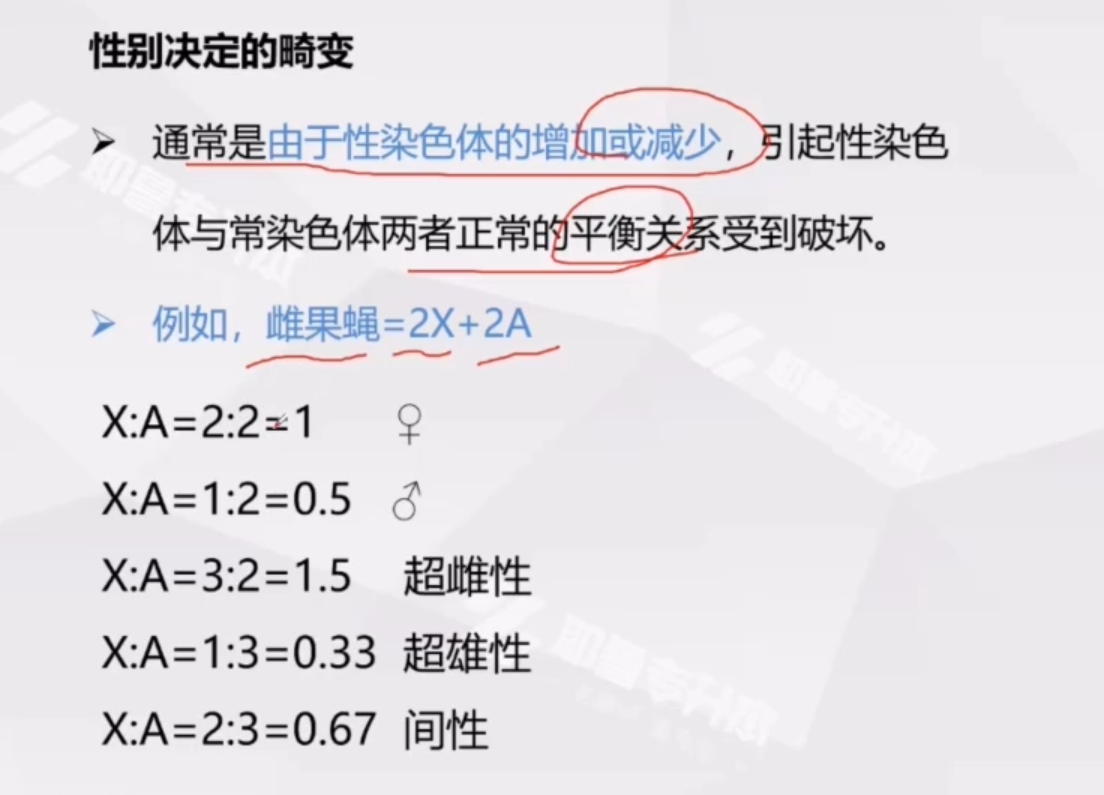 性别决定的畸变
➢ 通常是由于性染色体的增加或减少，引起性染色
体与常染色体两者正常的平衡关系受到破坏。
➢ 例如，雌果蝇=2X+2A
X:A=2:2=1 ♀
X:A=1:2=0.5 ♂
X:A=3:2=1.5 超雌性
X:A=1:3=0.33 超雄性
X:A=2:3=0.67 间性